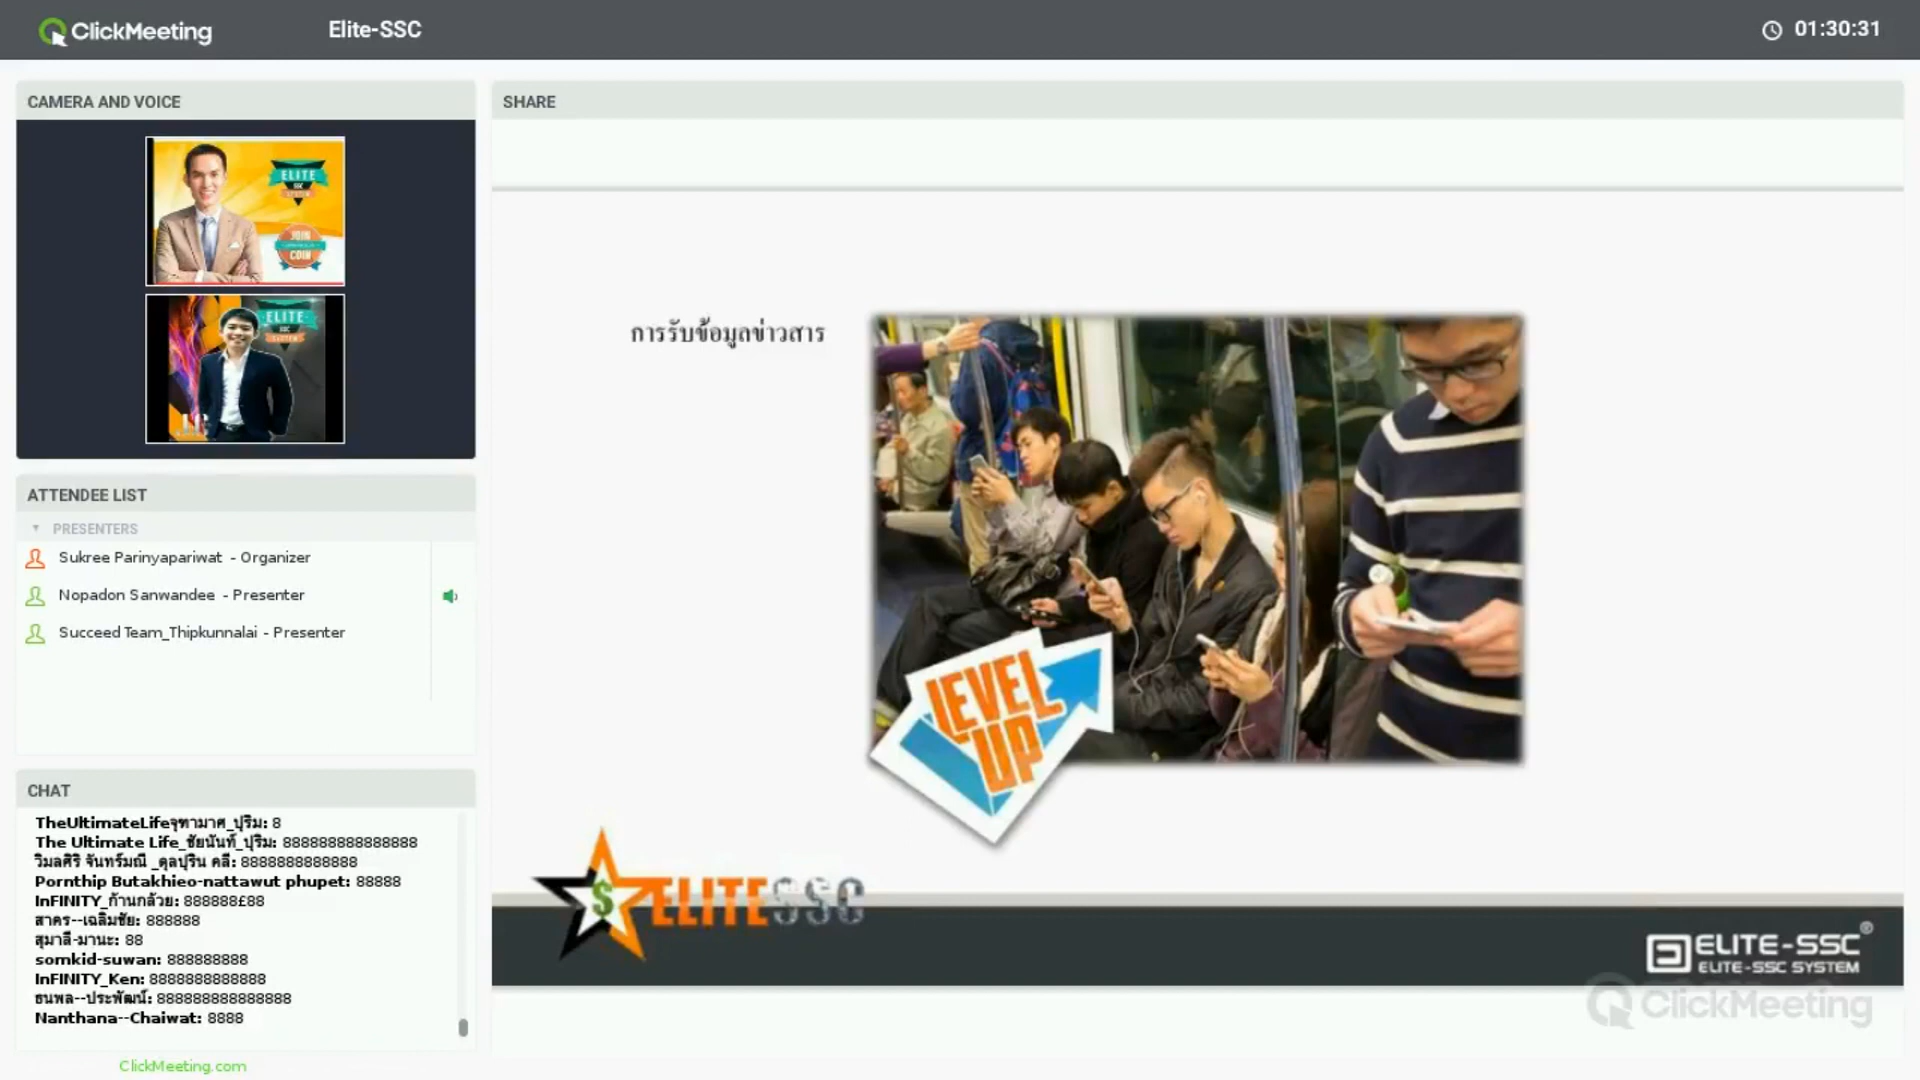 ClickMeeting
Elite-SSC
01:30:31
CAMERA AND VOICE
ELITE
SSC
SYSTEM
JOIN
COIN
ELITE
SSC
SYSTEM
ATTENDEE LIST
PRESENTERS
Sukree Parinyapariwat - Organizer
Nopadon Sanwandee - Presenter
Succeed Team_Thipkunnalai - Presenter
CHAT
TheUltimateLifeจุฑามาศ_ปุริม: 8
The Ultimate Life_ชัยนันท์_ปุริม: 888888888888888
วิมลศิริ จันทร์มณี _ดุลปุริน คลี: 8888888888888
Pornthip Butakhieo-nattawut phupet: 88888
InFINITY_ก้านกล้วย: 888888£88
สาคร--เฉลิมชัย: 888888
สุมาลี-มานะ: 88
somkid-suwan: 888888888
InFINITY_Ken: 8888888888888
ธนพล--ประพัฒน์: 888888888888888
Nanthana--Chaiwat: 8888
ClickMeeting.com
SHARE
การรับข้อมูลข่าวสาร
LEVEL
UP
$
ELITESSC
ELITE-SSC®
ELITE-SSC SYSTEM
ClickMeeting